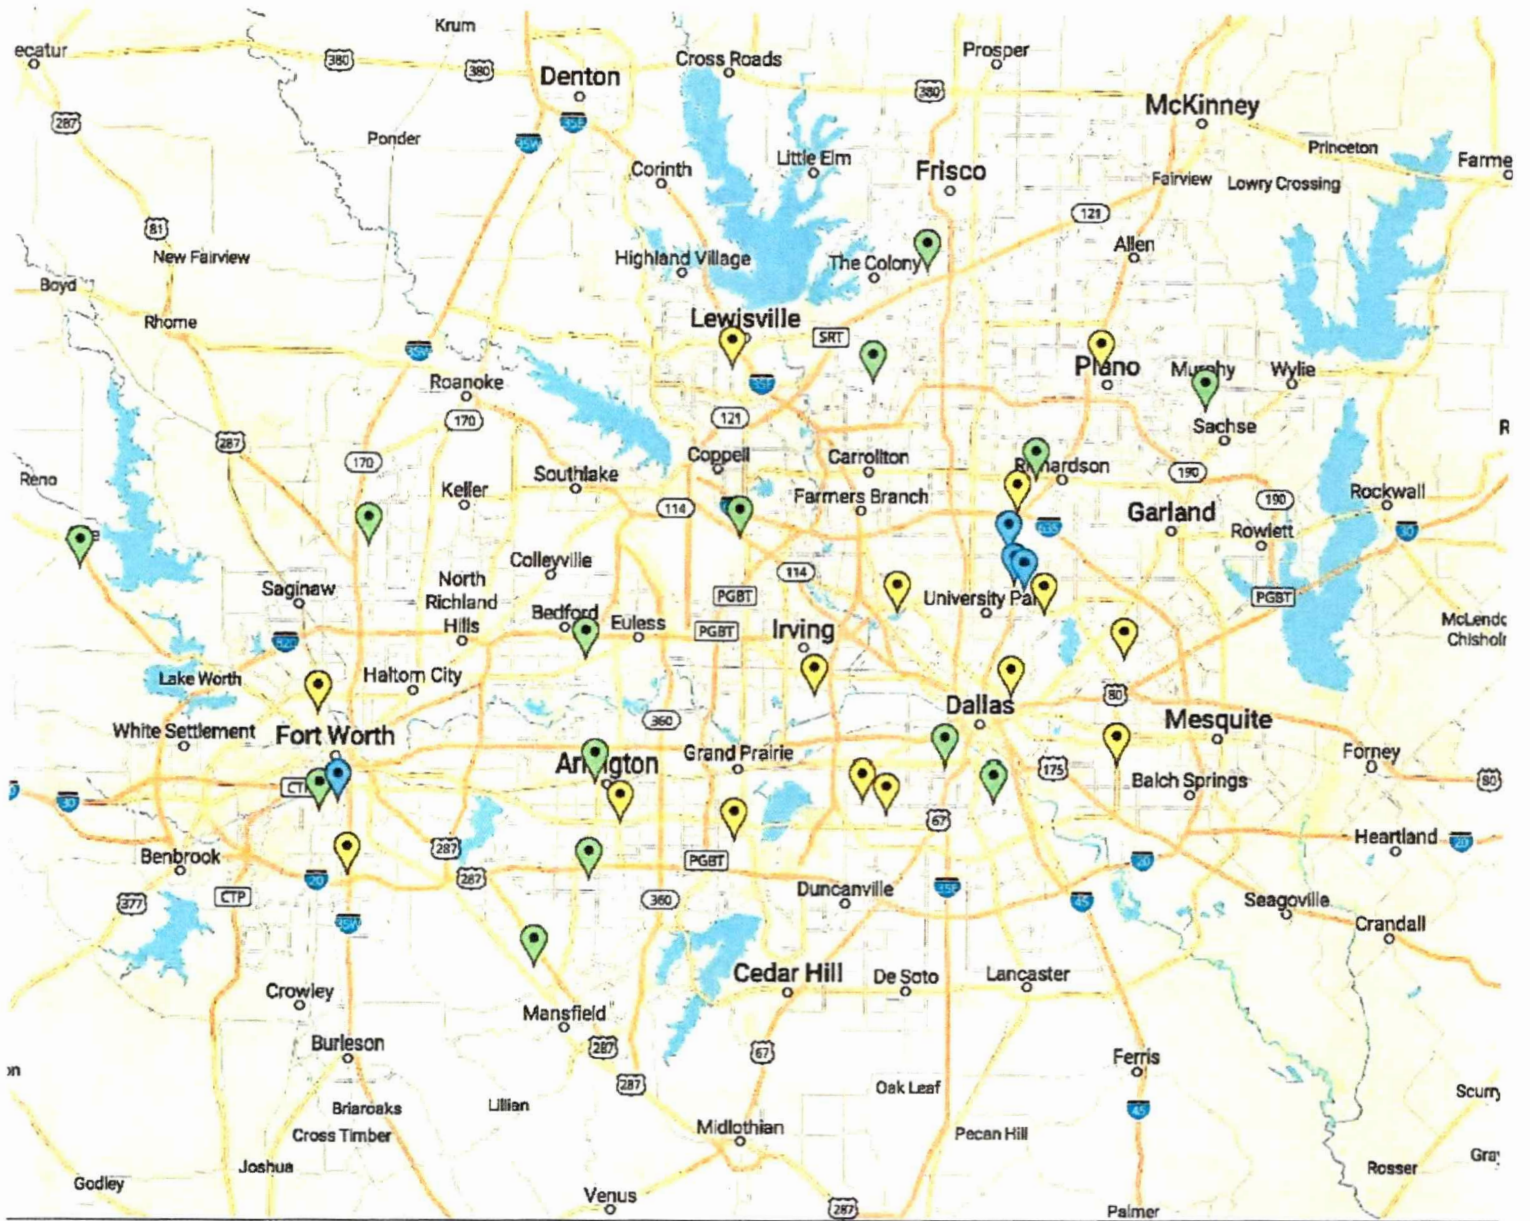 Krum
ecatur
380
380
Denton
Cross Roads
Prosper
380
McKinney
287
35W
35E
Ponder
Corinth
Little Elm
Frisco
Princeton
Farme
Fairview
Lowry Crossing
121
81
New Fairview
Highland Village
The Colony
Allen
Boyd
Rhome
Lewisville
SRT
35W
Roanoke
35E
Plano
Wylie
170
121
Sachse
R
287
170
Coppell
Carrollton
190
Reno
Keller
Southlake
Farmers Branch
Rockwall
114
190
Garland
635
Rowlett
30
Colleyville
114
Saginaw
North
Richland
Hills
PGBT
University Par
PGBT
Bedford
Euless
PGBT
Irving
McLendo
Chisholr
820
Lake Worth
Haltom City
80
360
Dallas
White Settlement
Fort Worth
Mesquite
Grand Prairie
Forney
175
Balch Springs
80
30
67
Heartland
20
Benbrook
287
PGBT
20
20
287
Duncanville
35E
377
CTP
360
45
Seagoville
35W
Crandall
Cedar Hill
De Soto
Lancaster
Crowley
Mansfield
Burleson
287
67
Ferris
on
287
Oak Leaf
Scurry
Briaroaks
Lillian
45
Cross Timber
Midlothian
Pecan Hill
Joshua
Rosser
Gray
Godley
Venus
287
Palmer